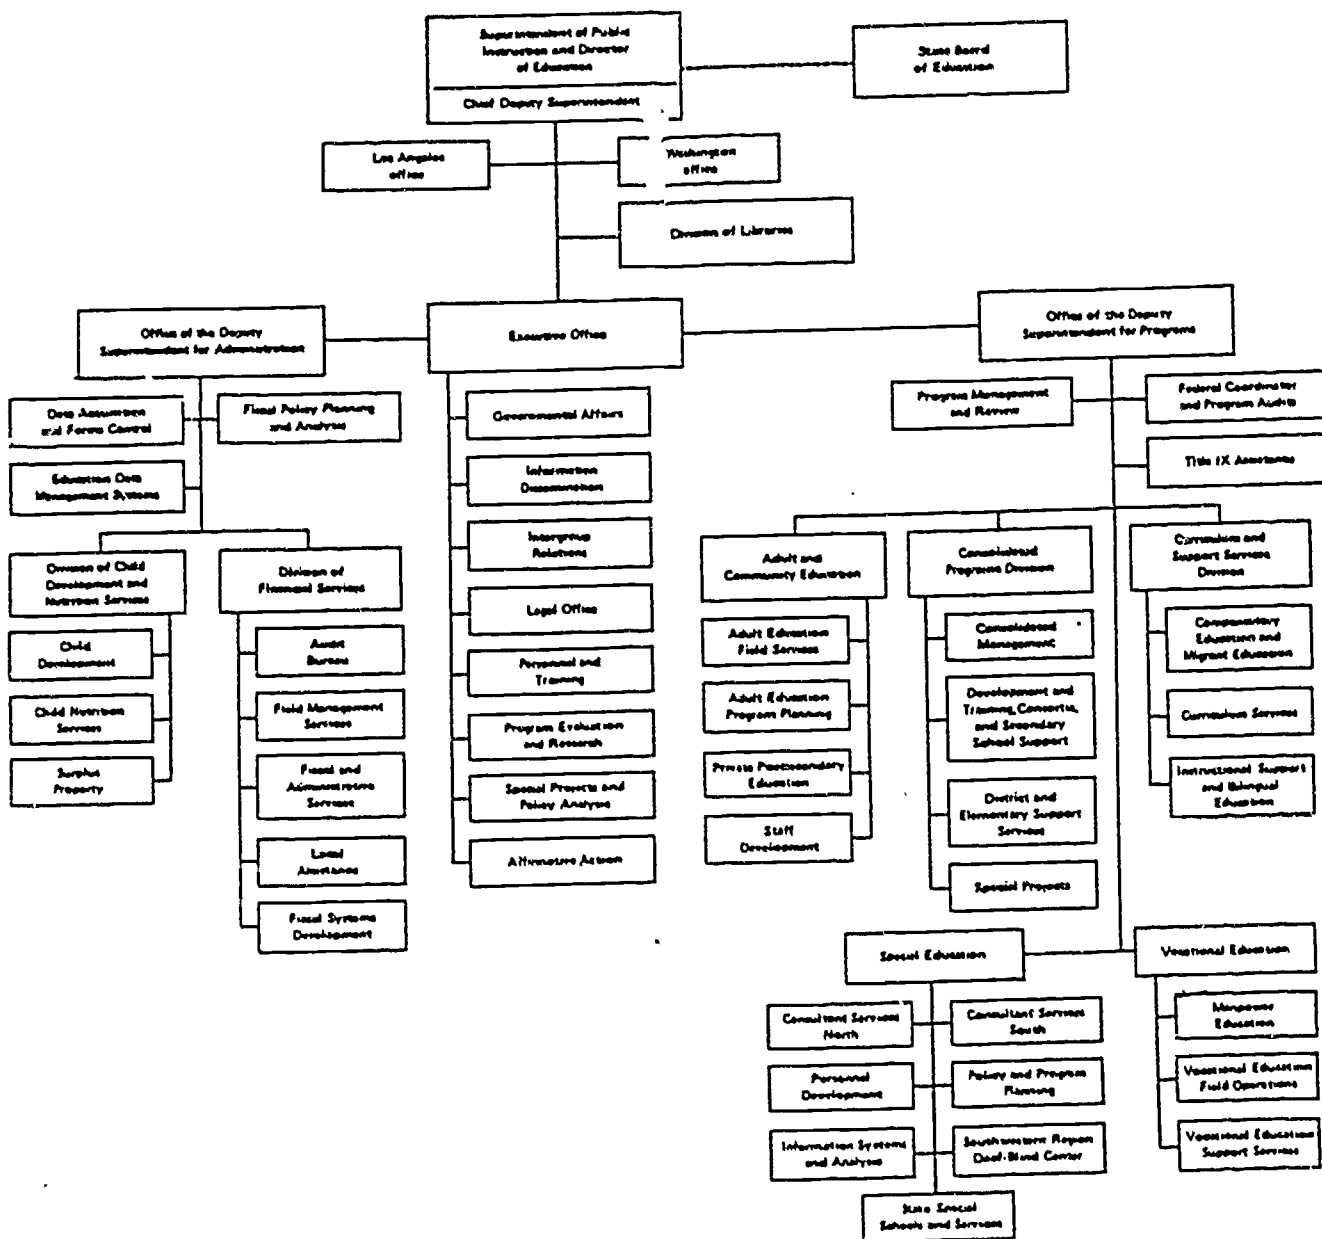 Superintendent of Public
Instruction and Director
of Education
Chief Deputy Superintendent
State Board
of Education
Los Angeles
office
Washington
office
Division of Libraries
Office of the Deputy
Superintendent for Administration
Executive Office
Office of the Deputy
Superintendent for Programs
Data Acquisition
and Forms Control
Fiscal Policy Planning
and Analysis
Education Data
Management Systems
Division of Child
Development and
Nutrition Services
Division of
Financial Services
Child
Development
Child Nutrition
Services
Surplus
Property
Audit
Bureau
Field Management
Services
Fiscal and
Administrative
Services
Local
Assistance
Fiscal Systems
Development
Governmental Affairs
Information
Dissemination
Intergroup
Relations
Legal Office
Personnel and
Training
Program Evaluation
and Research
Special Projects and
Policy Analysis
Affirmative Action
Program Management
and Review
Federal Coordinator
and Program Audits
Title IX Assistance
Adult and
Community Education
Consolidated
Programs Division
Curriculum and
Support Services
Division
Adult Education
Field Services
Adult Education
Program Planning
Private Postsecondary
Education
Staff
Development
Consolidated
Management
Development and
Training, Consortia,
and Secondary
School Support
District and
Elementary Support
Services
Special Projects
Compensatory
Education and
Migrant Education
Curriculum Services
Instructional Support
and Bilingual
Education
Special Education
Vocational Education
Consultant Services
North
Consultant Services
South
Personnel
Development
Policy and Program
Planning
Information Systems
and Analysis
Southwestern Region
Deaf-Blind Center
State Special
Schools and Services
Manpower
Education
Vocational Education
Field Operations
Vocational Education
Support Services